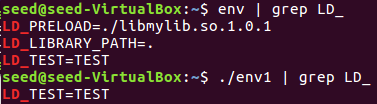 seed@seed-VirtualBox:~$ env | grep LD_
LD_PRELOAD=./libmylib.so.1.0.1
LD_LIBRARY_PATH=.
LD_TEST=TEST
seed@seed-VirtualBox:~$ ./env1 | grep LD_
LD_TEST=TEST